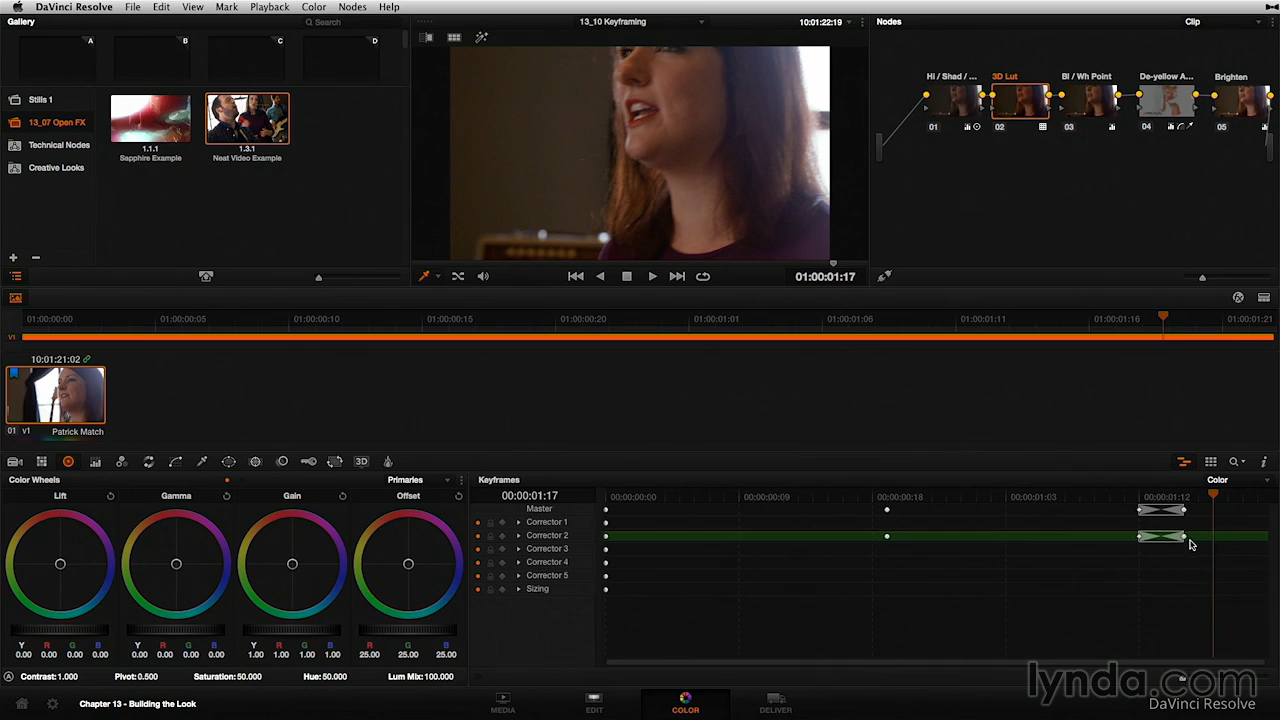 DaVinci Resolve File Edit View Mark Playback Color Nodes Help
Gallery Search 13_10 Keyframing 10:01:22:19 Nodes Clip
A B C D
Stills 1
13_07 Open FX
Technical Nodes
Creative Looks
1.1.1
Sapphire Example
1.3.1
Neat Video Example
Hi / Shad / ... 3D Lut Bl / Wh Point De-yellow A... Brighten
01 02 03 04 05
01:00:01:17
01:00:00:00 01:00:00:05 01:00:00:10 01:00:00:15 01:00:00:20 01:00:01:01 01:00:01:06 01:00:01:11 01:00:01:16 01:00:01:21
V1
10:01:21:02
01 v1 Patrick Match
3D
Color Wheels Primaries Keyframes Color
Lift Gamma Gain Offset
00:00:01:17 00:00:00:00 00:00:00:09 00:00:00:18 00:00:01:03 00:00:01:12
Master
Corrector 1
Corrector 2
Corrector 3
Corrector 4
Corrector 5
Sizing
Y R G B Y R G B Y R G B R G B
0.00 0.00 0.00 0.00 0.00 0.00 0.00 0.00 1.00 1.00 1.00 1.00 25.00 25.00 25.00
A Contrast:1.000 Pivot:0.500 Saturation:50.000 Hue:50.000 Lum Mix:100.000
Chapter 13 - Building the Look MEDIA EDIT COLOR DELIVER
lynda.com
DaVinci Resolve